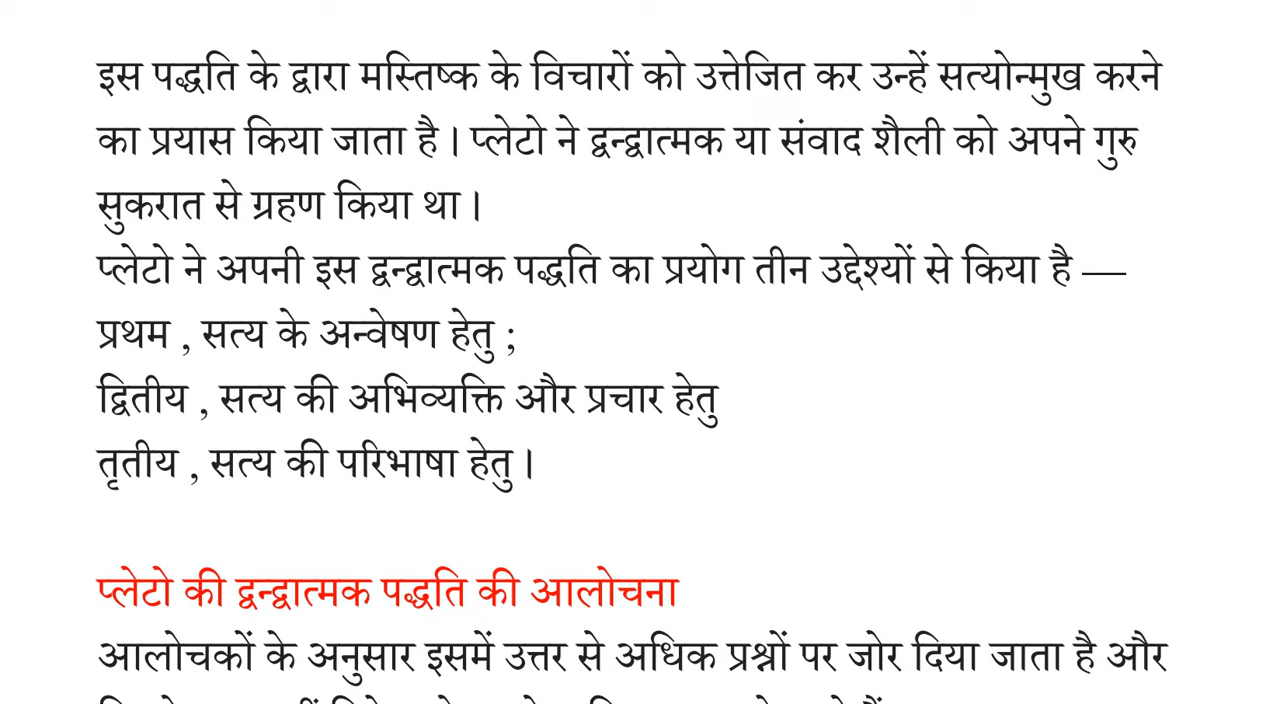 इस पद्धति के द्वारा मस्तिष्क के विचारों को उत्तेजित कर उन्हें सत्योन्मुख करने
का प्रयास किया जाता है । प्लेटो ने द्वन्द्वात्मक या संवाद शैली को अपने गुरु
सुकरात से ग्रहण किया था ।
प्लेटो ने अपनी इस द्वन्द्वात्मक पद्धति का प्रयोग तीन उद्देश्यों से किया है —
प्रथम , सत्य के अन्वेषण हेतु ;
द्वितीय , सत्य की अभिव्यक्ति और प्रचार हेतु
तृतीय , सत्य की परिभाषा हेतु ।
प्लेटो की द्वन्द्वात्मक पद्धति की आलोचना
आलोचकों के अनुसार इसमें उत्तर से अधिक प्रश्नों पर जोर दिया जाता है और